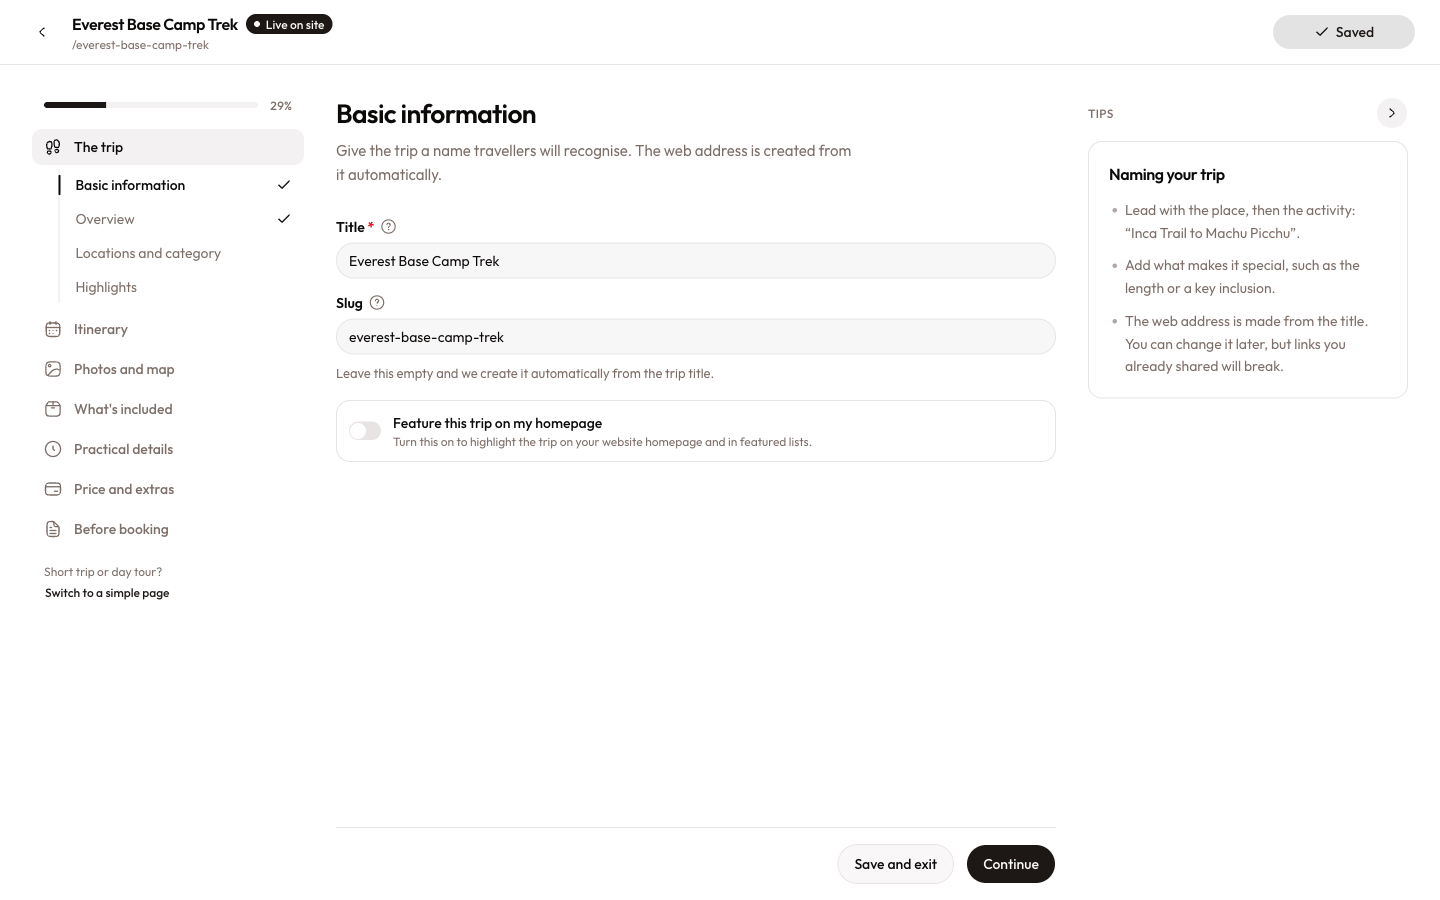 Everest Base Camp Trek
Live on site
/everest-base-camp-trek
Saved
29%
The trip
Basic information
Overview
Locations and category
Highlights
Itinerary
Photos and map
What's included
Practical details
Price and extras
Before booking
Short trip or day tour?
Switch to a simple page
Basic information
Give the trip a name travellers will recognise. The web address is created from
it automatically.
Title *
Everest Base Camp Trek
Slug
everest-base-camp-trek
Leave this empty and we create it automatically from the trip title.
Feature this trip on my homepage
Turn this on to highlight the trip on your website homepage and in featured lists.
Save and exit
Continue
TIPS
Naming your trip
• Lead with the place, then the activity:
“Inca Trail to Machu Picchu”.
• Add what makes it special, such as the
length or a key inclusion.
• The web address is made from the title.
You can change it later, but links you
already shared will break.